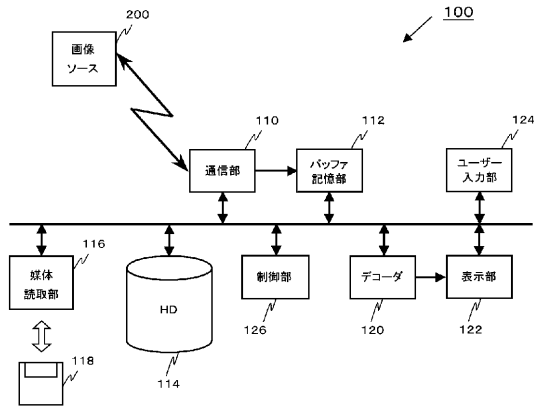 200
100
画像
ソース
110
112
124
通信部
バッファ
記憶部
ユーザー
入力部
116
媒体
読取部
HD
制御部
デコーダ
表示部
126
120
122
118
114